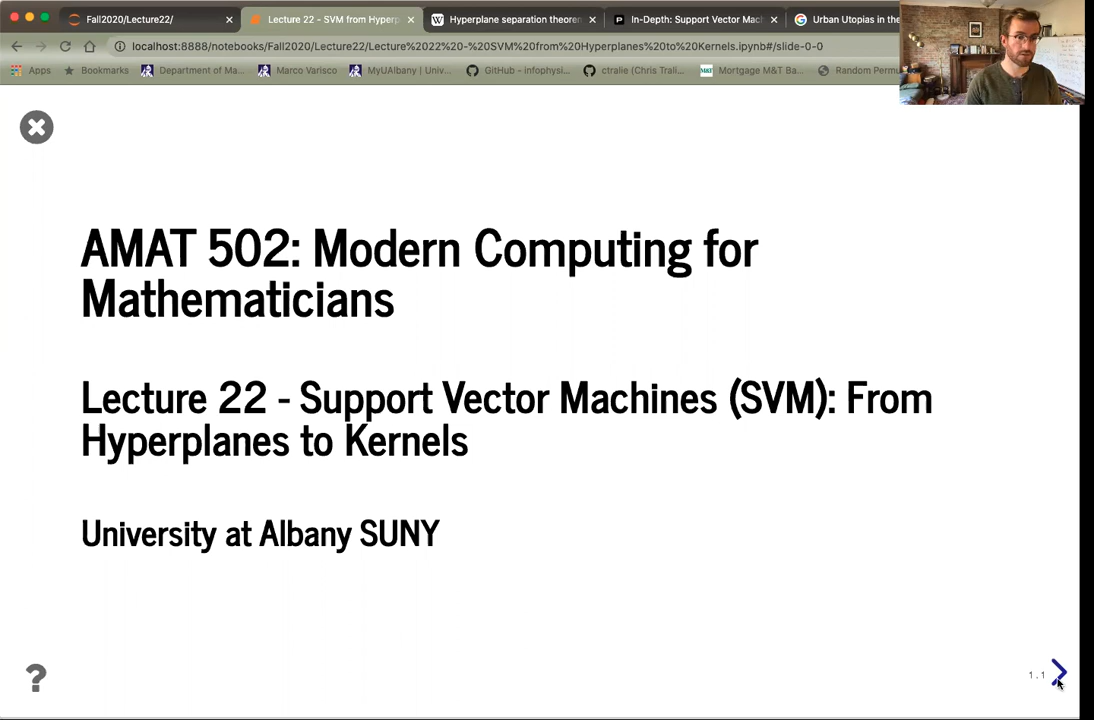 Fall2020/Lecture22/
Lecture 22 - SVM from Hyperp
Hyperplane separation theorem
In-Depth: Support Vector Mach
Urban Utopias in the
localhost:8888/notebooks/Fall2020/Lecture22/Lecture%2022%20-%20SVM%20from%20Hyperplanes%20to%20Kernels.ipynb#/slide-0-0
Apps
Bookmarks
Department of Ma...
Marco Varisco
MyUAlbany | Univ...
GitHub - infophysi...
ctralie (Chris Trali...
M&T
Mortgage M&T Ba...
Random Permu
AMAT 502: Modern Computing for
Mathematicians
Lecture 22 - Support Vector Machines (SVM): From
Hyperplanes to Kernels
University at Albany SUNY
?
1.1